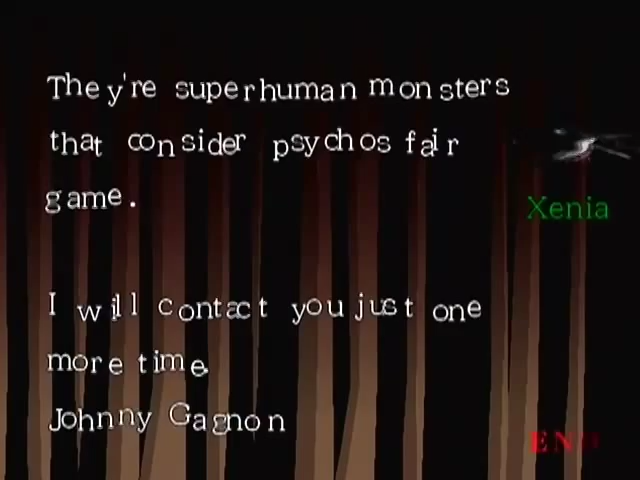 They're superhuman monsters
that consider psychos fair
game.
Xenia
I will contact you just one
more time.
Johnny Gagnon
END